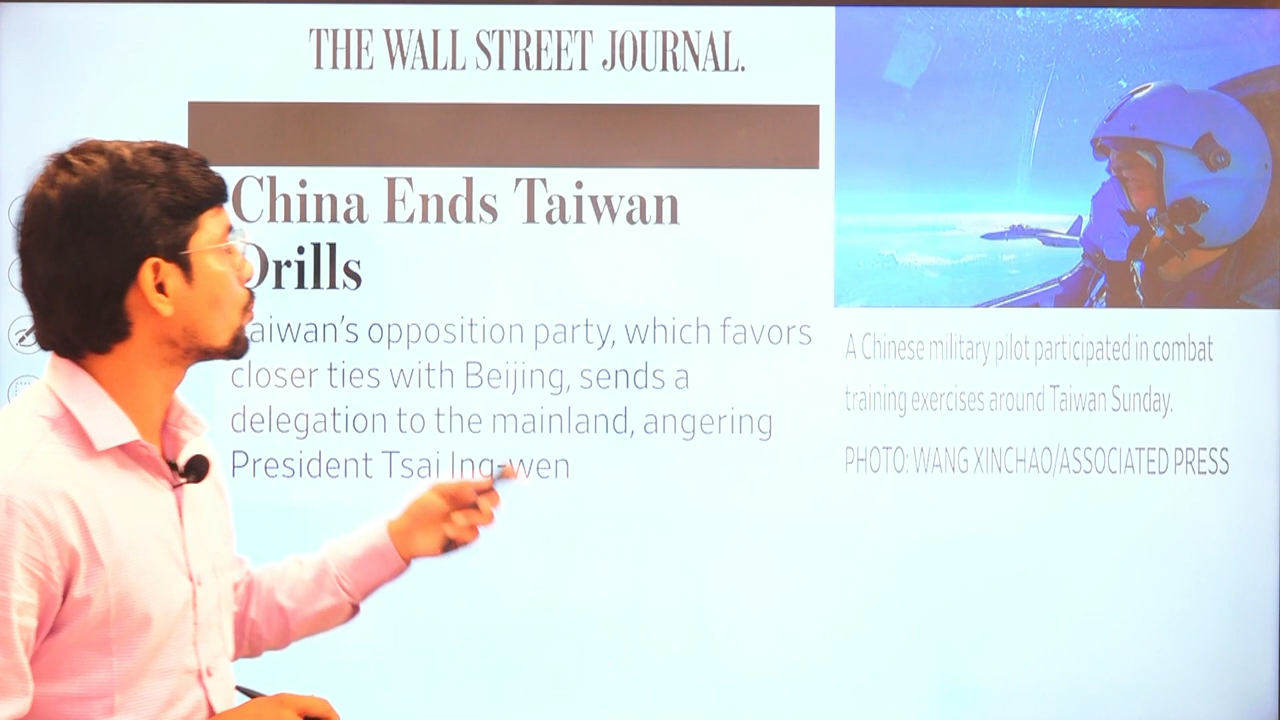 THE WALL STREET JOURNAL.
China Ends Taiwan
Drills
aiwan's opposition party, which favors
closer ties with Beijing, sends a
delegation to the mainland, angering
President Tsai Ing-wen
A Chinese military pilot participated in combat
training exercises around Taiwan Sunday.
PHOTO: WANG XINCHAO/ASSOCIATED PRESS